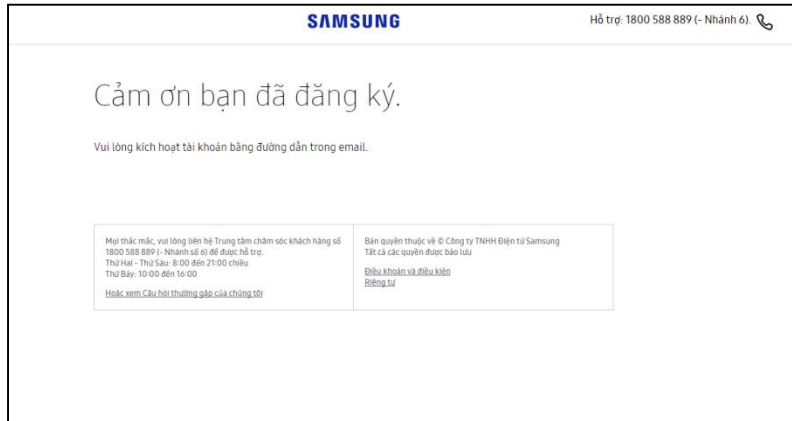 SAMSUNG
Hỗ trợ: 1800 588 889 (- Nhánh 6).
Cảm ơn bạn đã đăng ký.
Vui lòng kích hoạt tài khoản bằng đường dẫn trong email.
Mọi thắc mắc, vui lòng liên hệ Trung tâm chăm sóc khách hàng số
1800 588 889 (- Nhánh số 6) để được hỗ trợ.
Thứ Hai - Thứ Sáu: 8:00 đến 21:00 chiều
Thứ Bảy: 10:00 đến 16:00
Hoặc xem Câu hỏi thường gặp của chúng tôi
Bản quyền thuộc về © Công ty TNHH Điện tử Samsung
Tất cả các quyền được bảo lưu
Điều khoản và điều kiện
Riêng tư